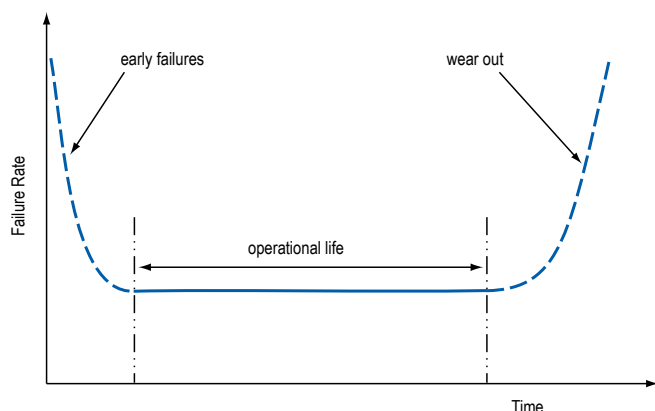 early failures
wear out
Failure Rate
operational life
Time